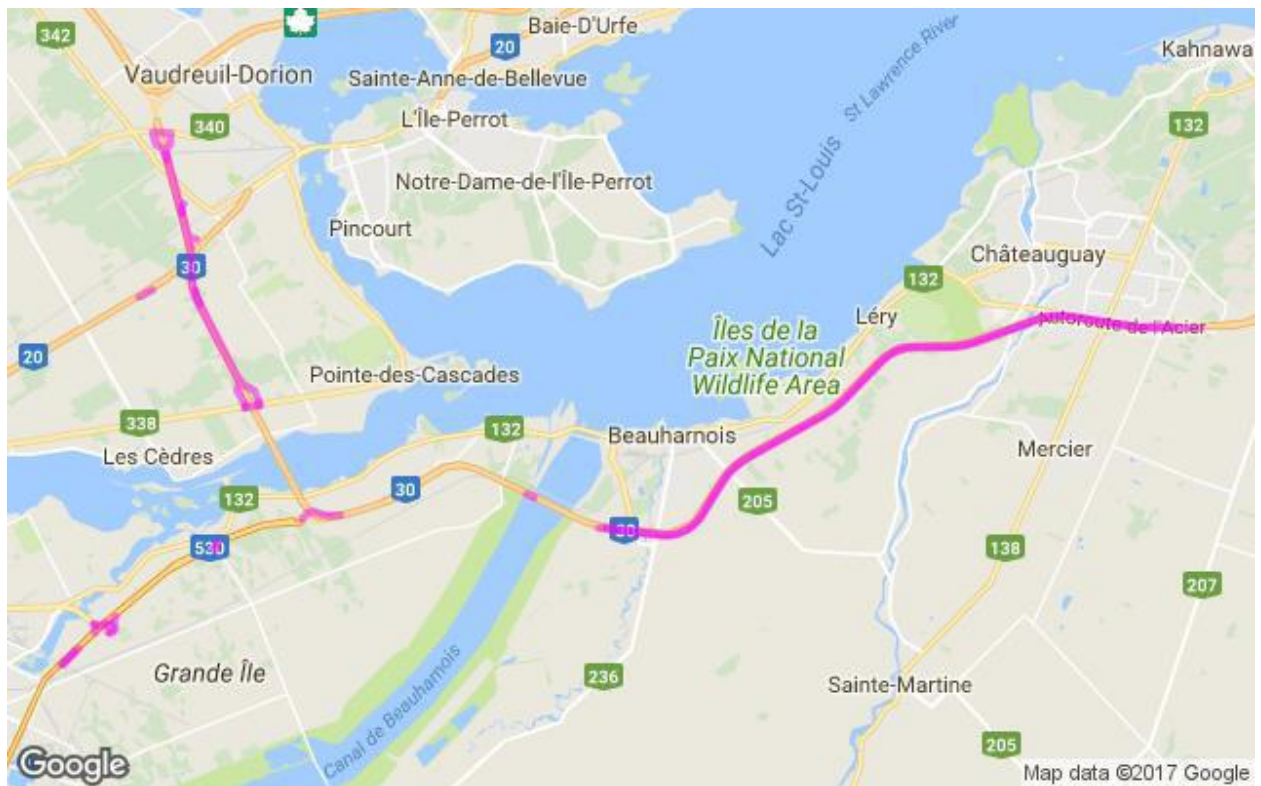 342
20
Baie-D'Urfe
St Lawrence River
Kahnawa
Vaudreuil-Dorion
Sainte-Anne-de-Bellevue
340
L'Île-Perrot
132
Notre-Dame-de-l'Île-Perrot
Lac St-Louis
Pincourt
Châteauguay
30
132
Léry
Autoroute de l'Acier
20
Îles de la
Paix National
Wildlife Area
Pointe-des-Cascades
338
132
Beauharnois
Les Cèdres
Mercier
132
30
205
30
530
138
207
Grande Île
236
Sainte-Martine
Canal de Beauharnois
205
Google
Map data ©2017 Google